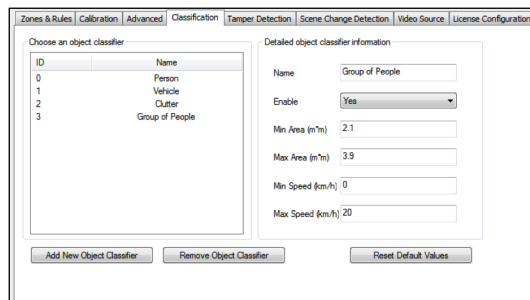 Zones & Rules Calibration Advanced Classification Tamper Detection Scene Change Detection Video Source License Configuration
Choose an object classifier
ID Name
0 Person
1 Vehicle
2 Clutter
3 Group of People
Detailed object classifier information
Name Group of People
Enable Yes
Min Area (m*m) 2.1
Max Area (m*m) 3.9
Min Speed (km/h) 0
Max Speed (km/h) 20
Add New Object Classifier Remove Object Classifier Reset Default Values